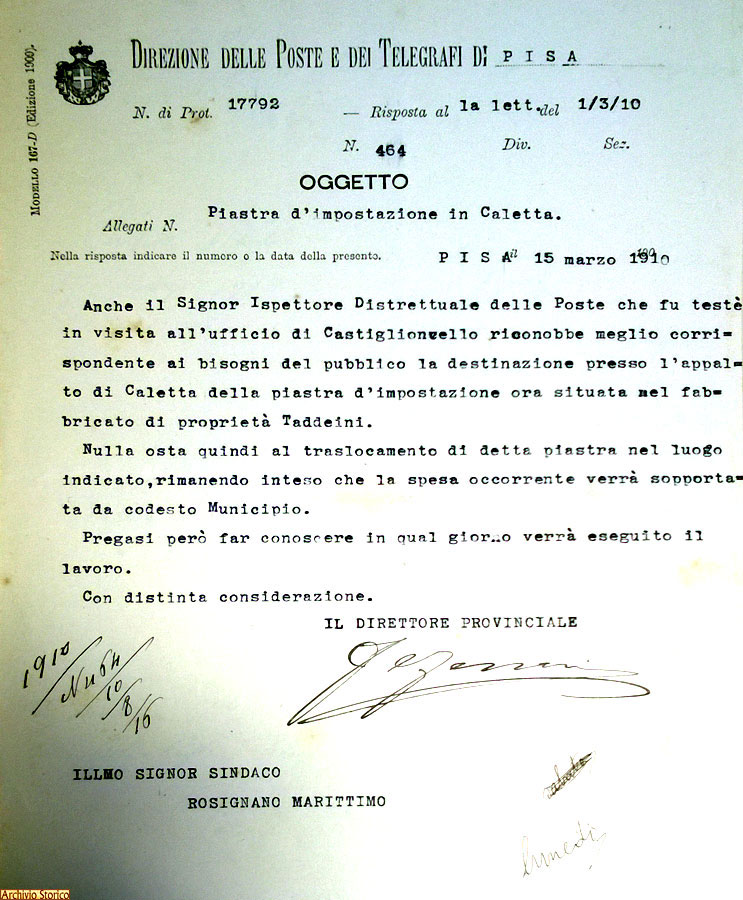 MODELLO 167-D (Edizione 1900).
DIREZIONE DELLE POSTE E DEI TELEGRAFI DI PISA
N. di Prot. 17792 — Risposta al la lett. del 1/3/10
N. 464 Div. Sez.
OGGETTO
Piastra d'impostazione in Caletta.
Allegati N.
Nella risposta indicare il numero e la data della presente.
PISA il 15 marzo 1910
Anche il Signor Ispettore Distrettuale delle Poste che fu testè
in visita all'ufficio di Castiglioncello riconobbe meglio corri=
spondente ai bisogni del pubblico la destinazione presso l'appal=
to di Caletta della piastra d'impostazione ora situata nel fab=
bricato di proprietà Taddeini.
Nulla osta quindi al traslocamento di detta piastra nel luogo
indicato,rimanendo inteso che la spesa occorrente verrà sopporta=
ta da codesto Municipio.
Pregasi però far conoscere in qual giorno verrà eseguito il
lavoro.
Con distinta considerazione.
IL DIRETTORE PROVINCIALE
1910
10
8
16
ILLMO SIGNOR SINDACO
ROSIGNANO MARITTIMO
lunedì
Archivio Storico